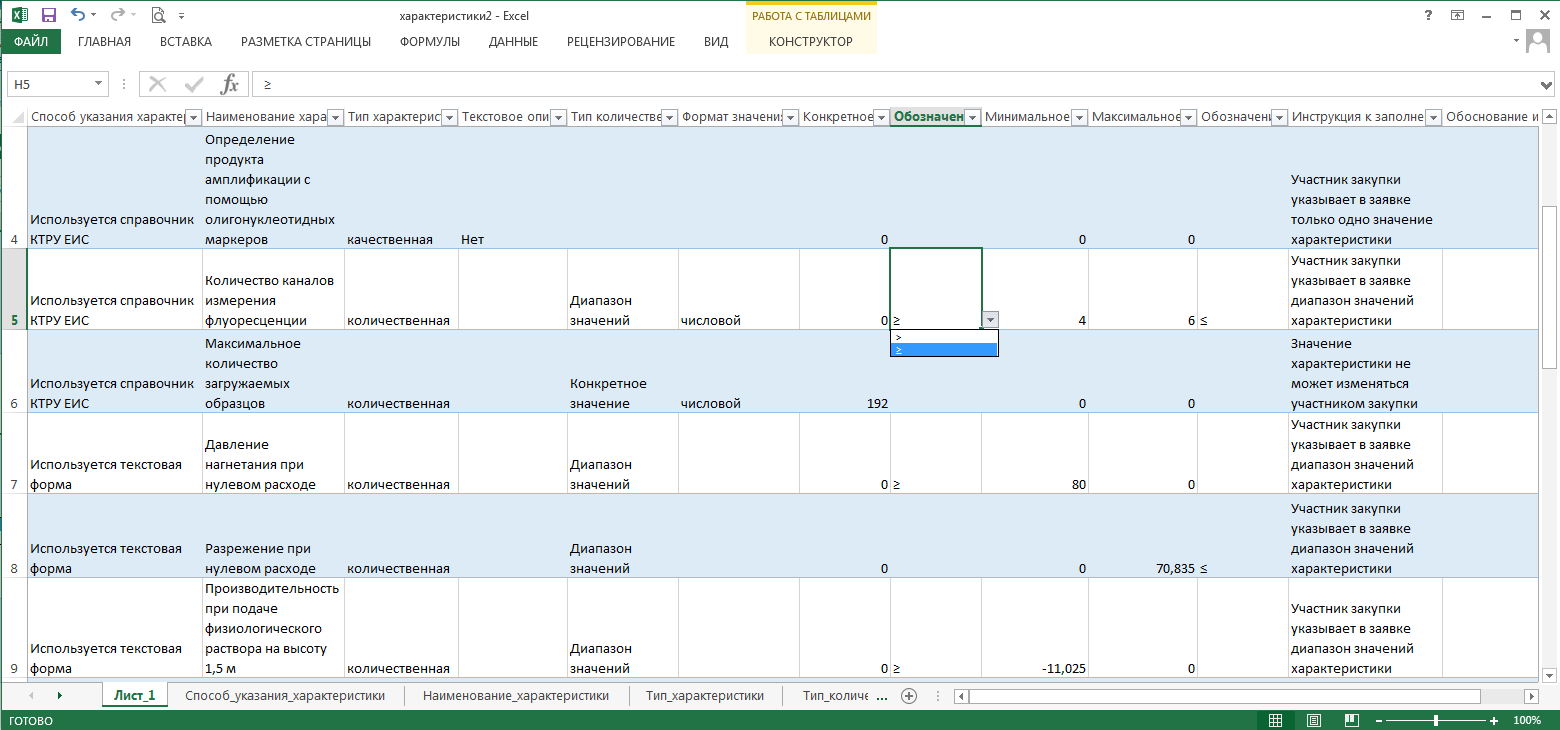 характеристики2 - Excel
РАБОТА С ТАБЛИЦАМИ
?
ФАЙЛ ГЛАВНАЯ ВСТАВКА РАЗМЕТКА СТРАНИЦЫ ФОРМУЛЫ ДАННЫЕ РЕЦЕНЗИРОВАНИЕ ВИД КОНСТРУКТОР
H5 fx ≥
Способ указания характе Наименование хара Тип характерис Текстовое опи Тип количестве Формат значени Конкретное Обозначен Минимальное Максимальное Обозначени Инструкция к заполне Обоснование и
Определение
продукта
амплификации с
помощью
олигонуклеотидных
маркеров
Используется справочник
КТРУ ЕИС
качественная
Нет
0
0
0
Участник закупки
указывает в заявке
только одно значение
характеристики
4
Используется справочник
КТРУ ЕИС
Количество каналов
измерения
флуоресценции
количественная
Диапазон
значений
числовой
0
≥
4
6
≤
Участник закупки
указывает в заявке
диапазон значений
характеристики
5
>
≥
Используется справочник
КТРУ ЕИС
Максимальное
количество
загружаемых
образцов
количественная
Конкретное
значение
числовой
192
0
0
Значение
характеристики не
может изменяться
участником закупки
6
Используется текстовая
форма
Давление
нагнетания при
нулевом расходе
количественная
Диапазон
значений
0
≥
80
0
Участник закупки
указывает в заявке
диапазон значений
характеристики
7
Используется текстовая
форма
Разрежение при
нулевом расходе
количественная
Диапазон
значений
0
0
70,835
≤
Участник закупки
указывает в заявке
диапазон значений
характеристики
8
Используется текстовая
форма
Производительность
при подаче
физиологического
раствора на высоту
1,5 м
количественная
Диапазон
значений
0
≥
-11,025
0
Участник закупки
указывает в заявке
диапазон значений
характеристики
9
Лист_1 Способ_указания_характеристики Наименование_характеристики Тип_характеристики Тип_количе ...
ГОТОВО 100%